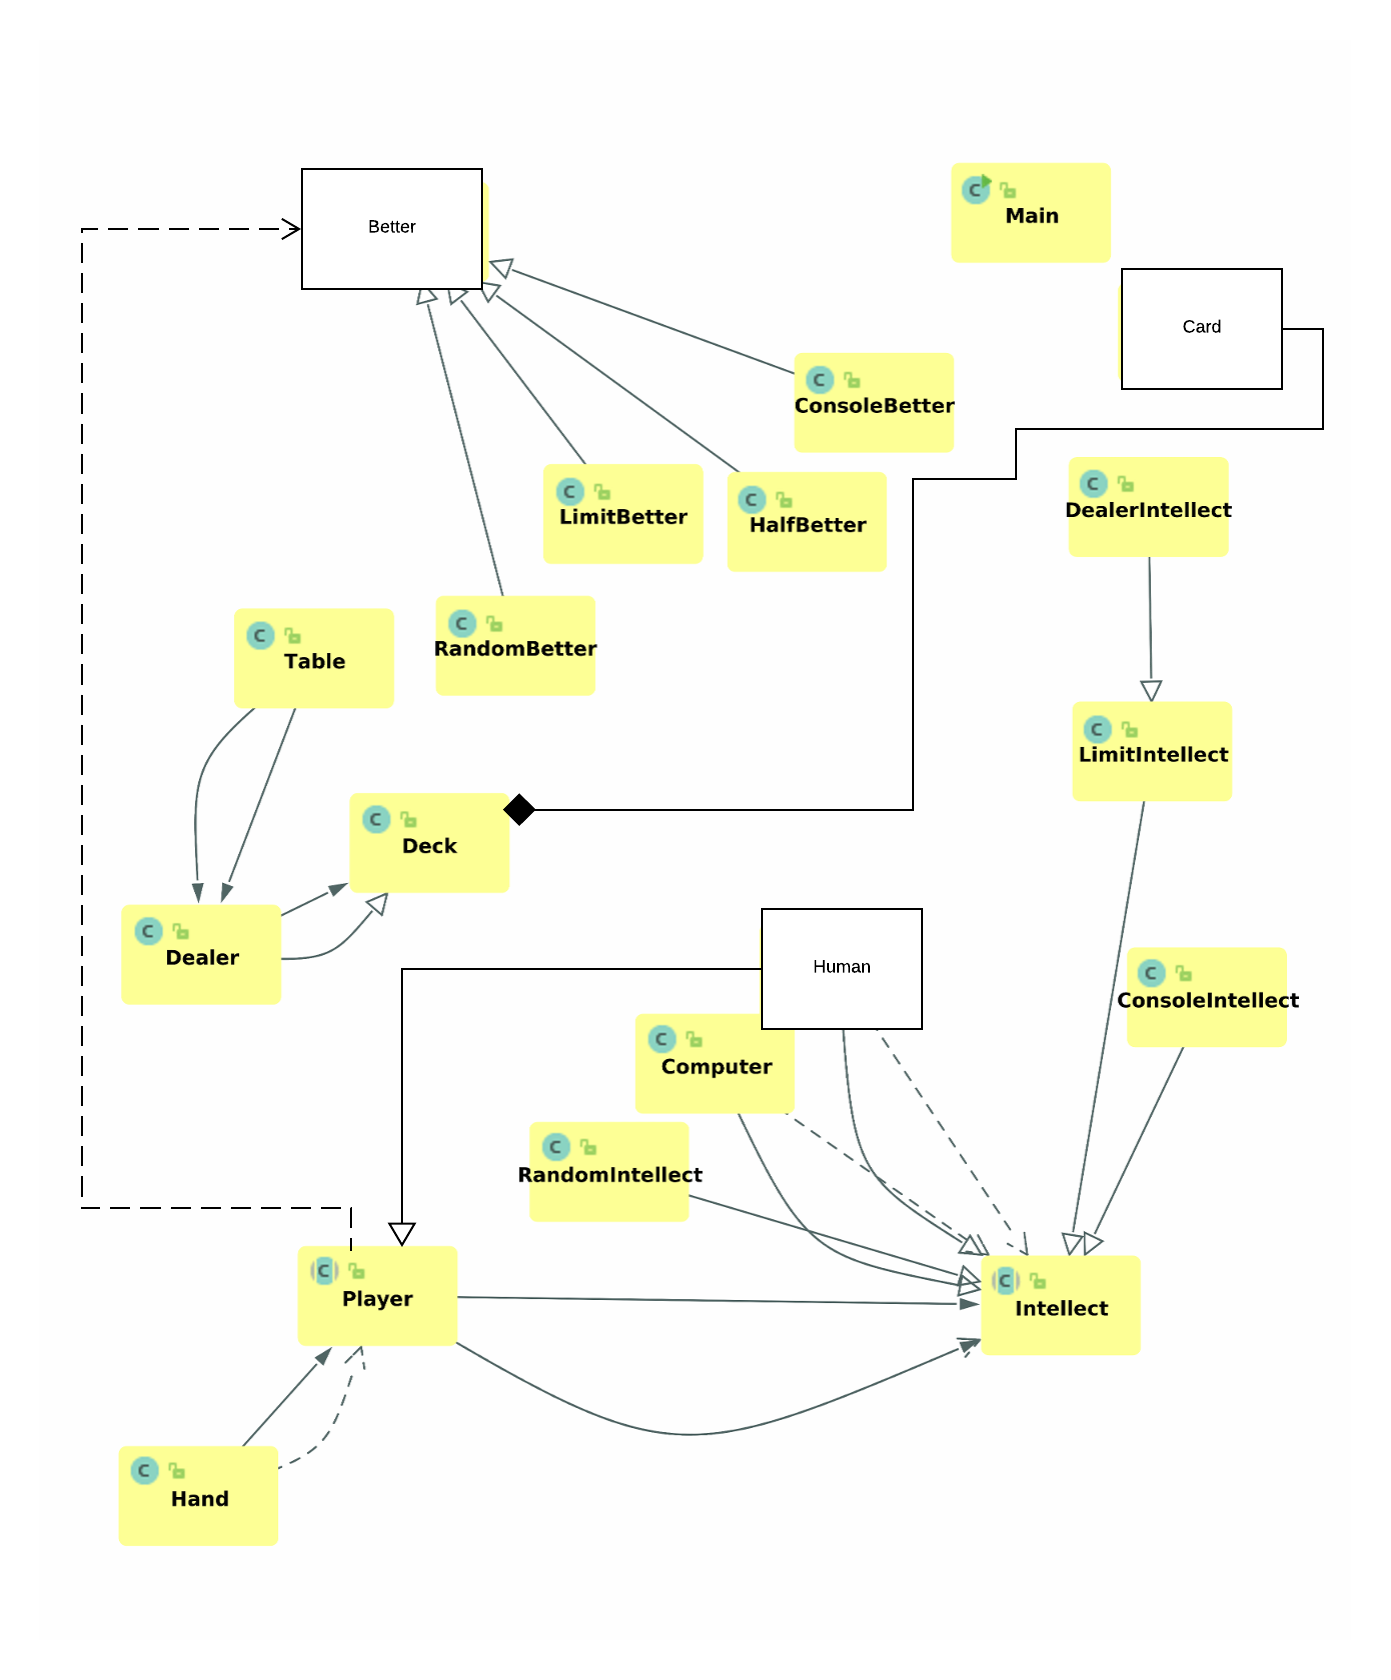 Better
C
Main
Card
C
ConsoleBetter
C
LimitBetter
C
HalfBetter
C
DealerIntellect
C
RandomBetter
C
Table
C
LimitIntellect
C
Deck
C
Dealer
Human
C
ConsoleIntellect
C
Computer
C
RandomIntellect
C
Player
C
Intellect
C
Hand